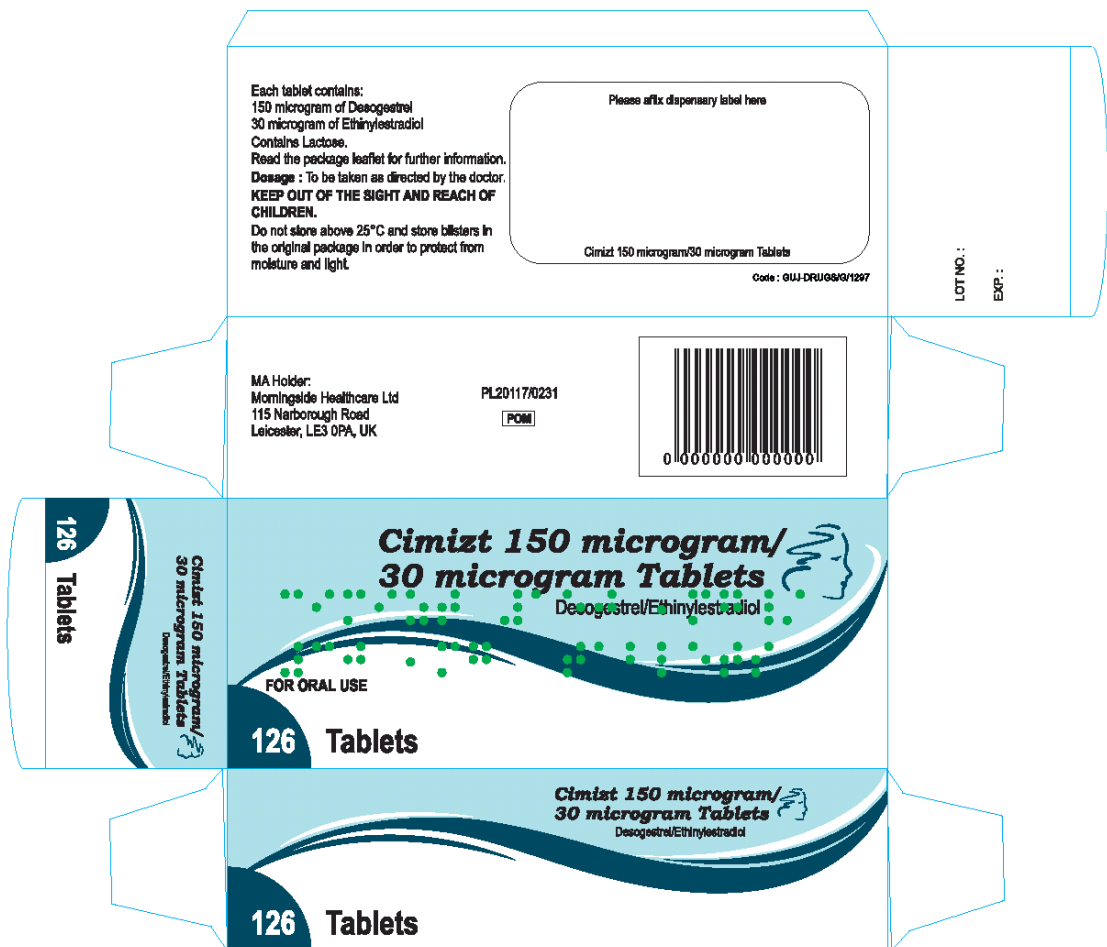 Each tablet contains:
150 microgram of Desogestrel
30 microgram of Ethinylestradiol
Contains Lactose.
Read the package leaflet for further information.
Dosage : To be taken as directed by the doctor.
KEEP OUT OF THE SIGHT AND REACH OF
CHILDREN.
Do not store above 25°C and store blisters in
the original package in order to protect from
moisture and light.
Please affix dispensary label here
Cimizt 150 microgram/30 microgram Tablets
Code : GUJ-DRUGS/G/1297
LOT NO. :
EXP. :
MA Holder:
Morningside Healthcare Ltd
115 Narborough Road
Leicester, LE3 0PA, UK
PL20117/0231
POM
0 000000 000000
126 Tablets
Cimizt 150 microgram/
30 microgram Tablets
Desogestrel/Ethinylestradiol
Cimizt 150 microgram/
30 microgram Tablets
Desogestrel/Ethinylestradiol
FOR ORAL USE
126 Tablets
Cimizt 150 microgram/
30 microgram Tablets
Desogestrel/Ethinylestradiol
126 Tablets